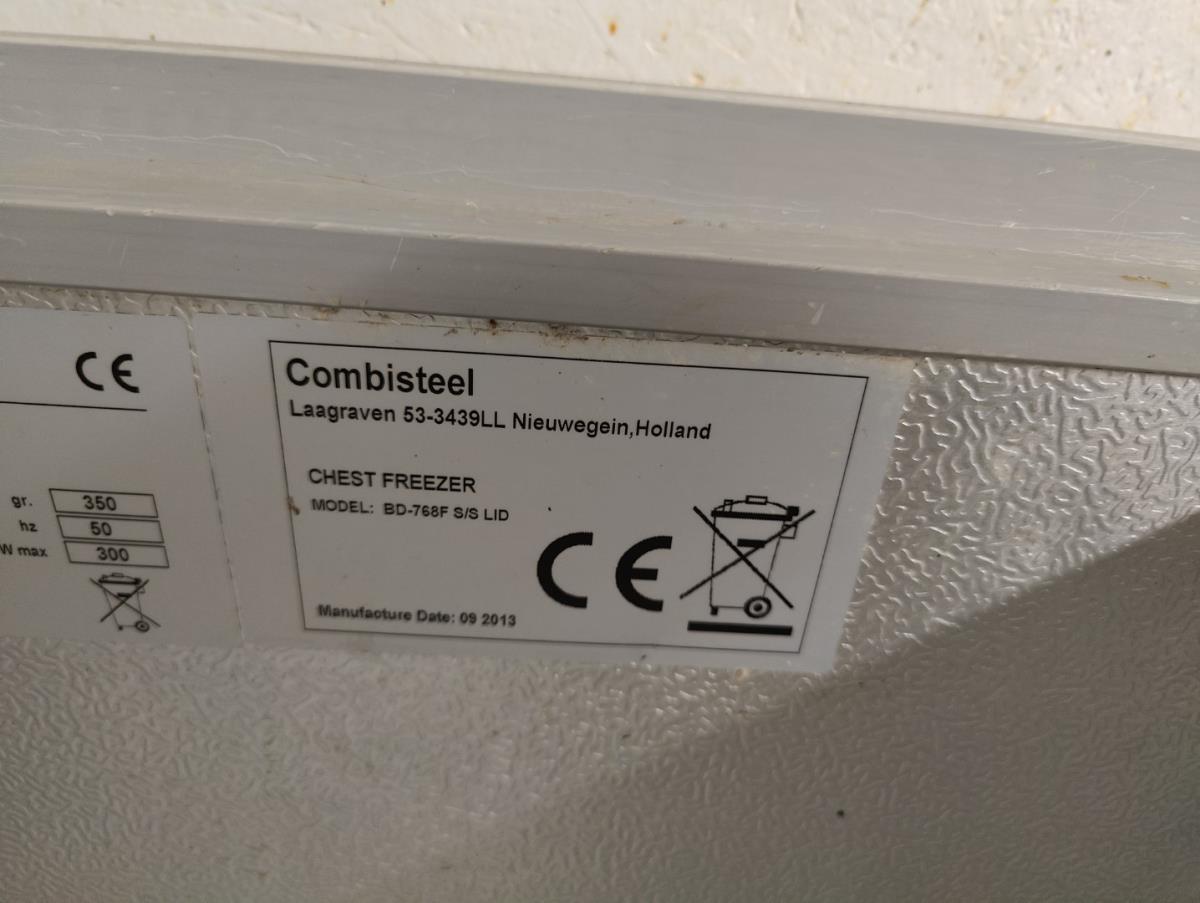 CE
gr. 350
hz 50
W max 300
Combisteel
Laagraven 53-3439LL Nieuwegein,Holland
CHEST FREEZER
MODEL: BD-768F S/S LID
CE
Manufacture Date: 09 2013